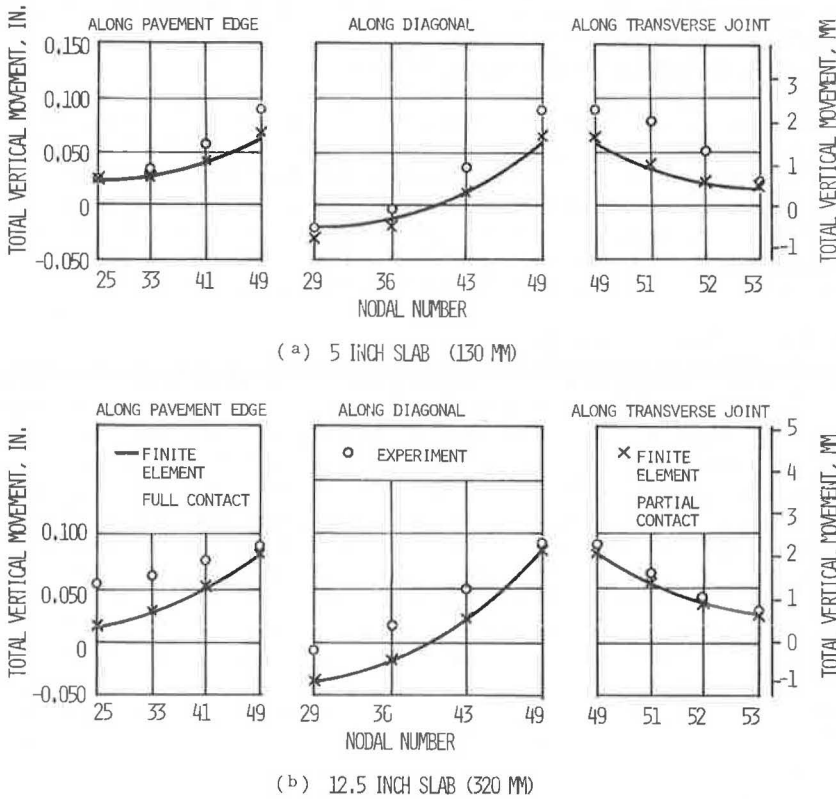 ALONG PAVEMENT EDGE
ALONG DIAGONAL
ALONG TRANSVERSE JOINT
TOTAL VERTICAL MOVEMENT, IN.
0.150
0.100
0.050
0
-0.050
3
2
1
0
-1
TOTAL VERTICAL MOVEMENT, MM
25 33 41 49
29 36 43 49
49 51 52 53
NODAL NUMBER
(a) 5 INCH SLAB (130 MM)
ALONG PAVEMENT EDGE
ALONG DIAGONAL
ALONG TRANSVERSE JOINT
TOTAL VERTICAL MOVEMENT, IN.
FINITE
ELEMENT
FULL CONTACT
EXPERIMENT
FINITE
ELEMENT
PARTIAL
CONTACT
0.100
0.050
0
-0.050
5
4
3
2
1
0
-1
TOTAL VERTICAL MOVEMENT, MM
25 33 41 49
29 36 43 49
49 51 52 53
NODAL NUMBER
(b) 12.5 INCH SLAB (320 MM)